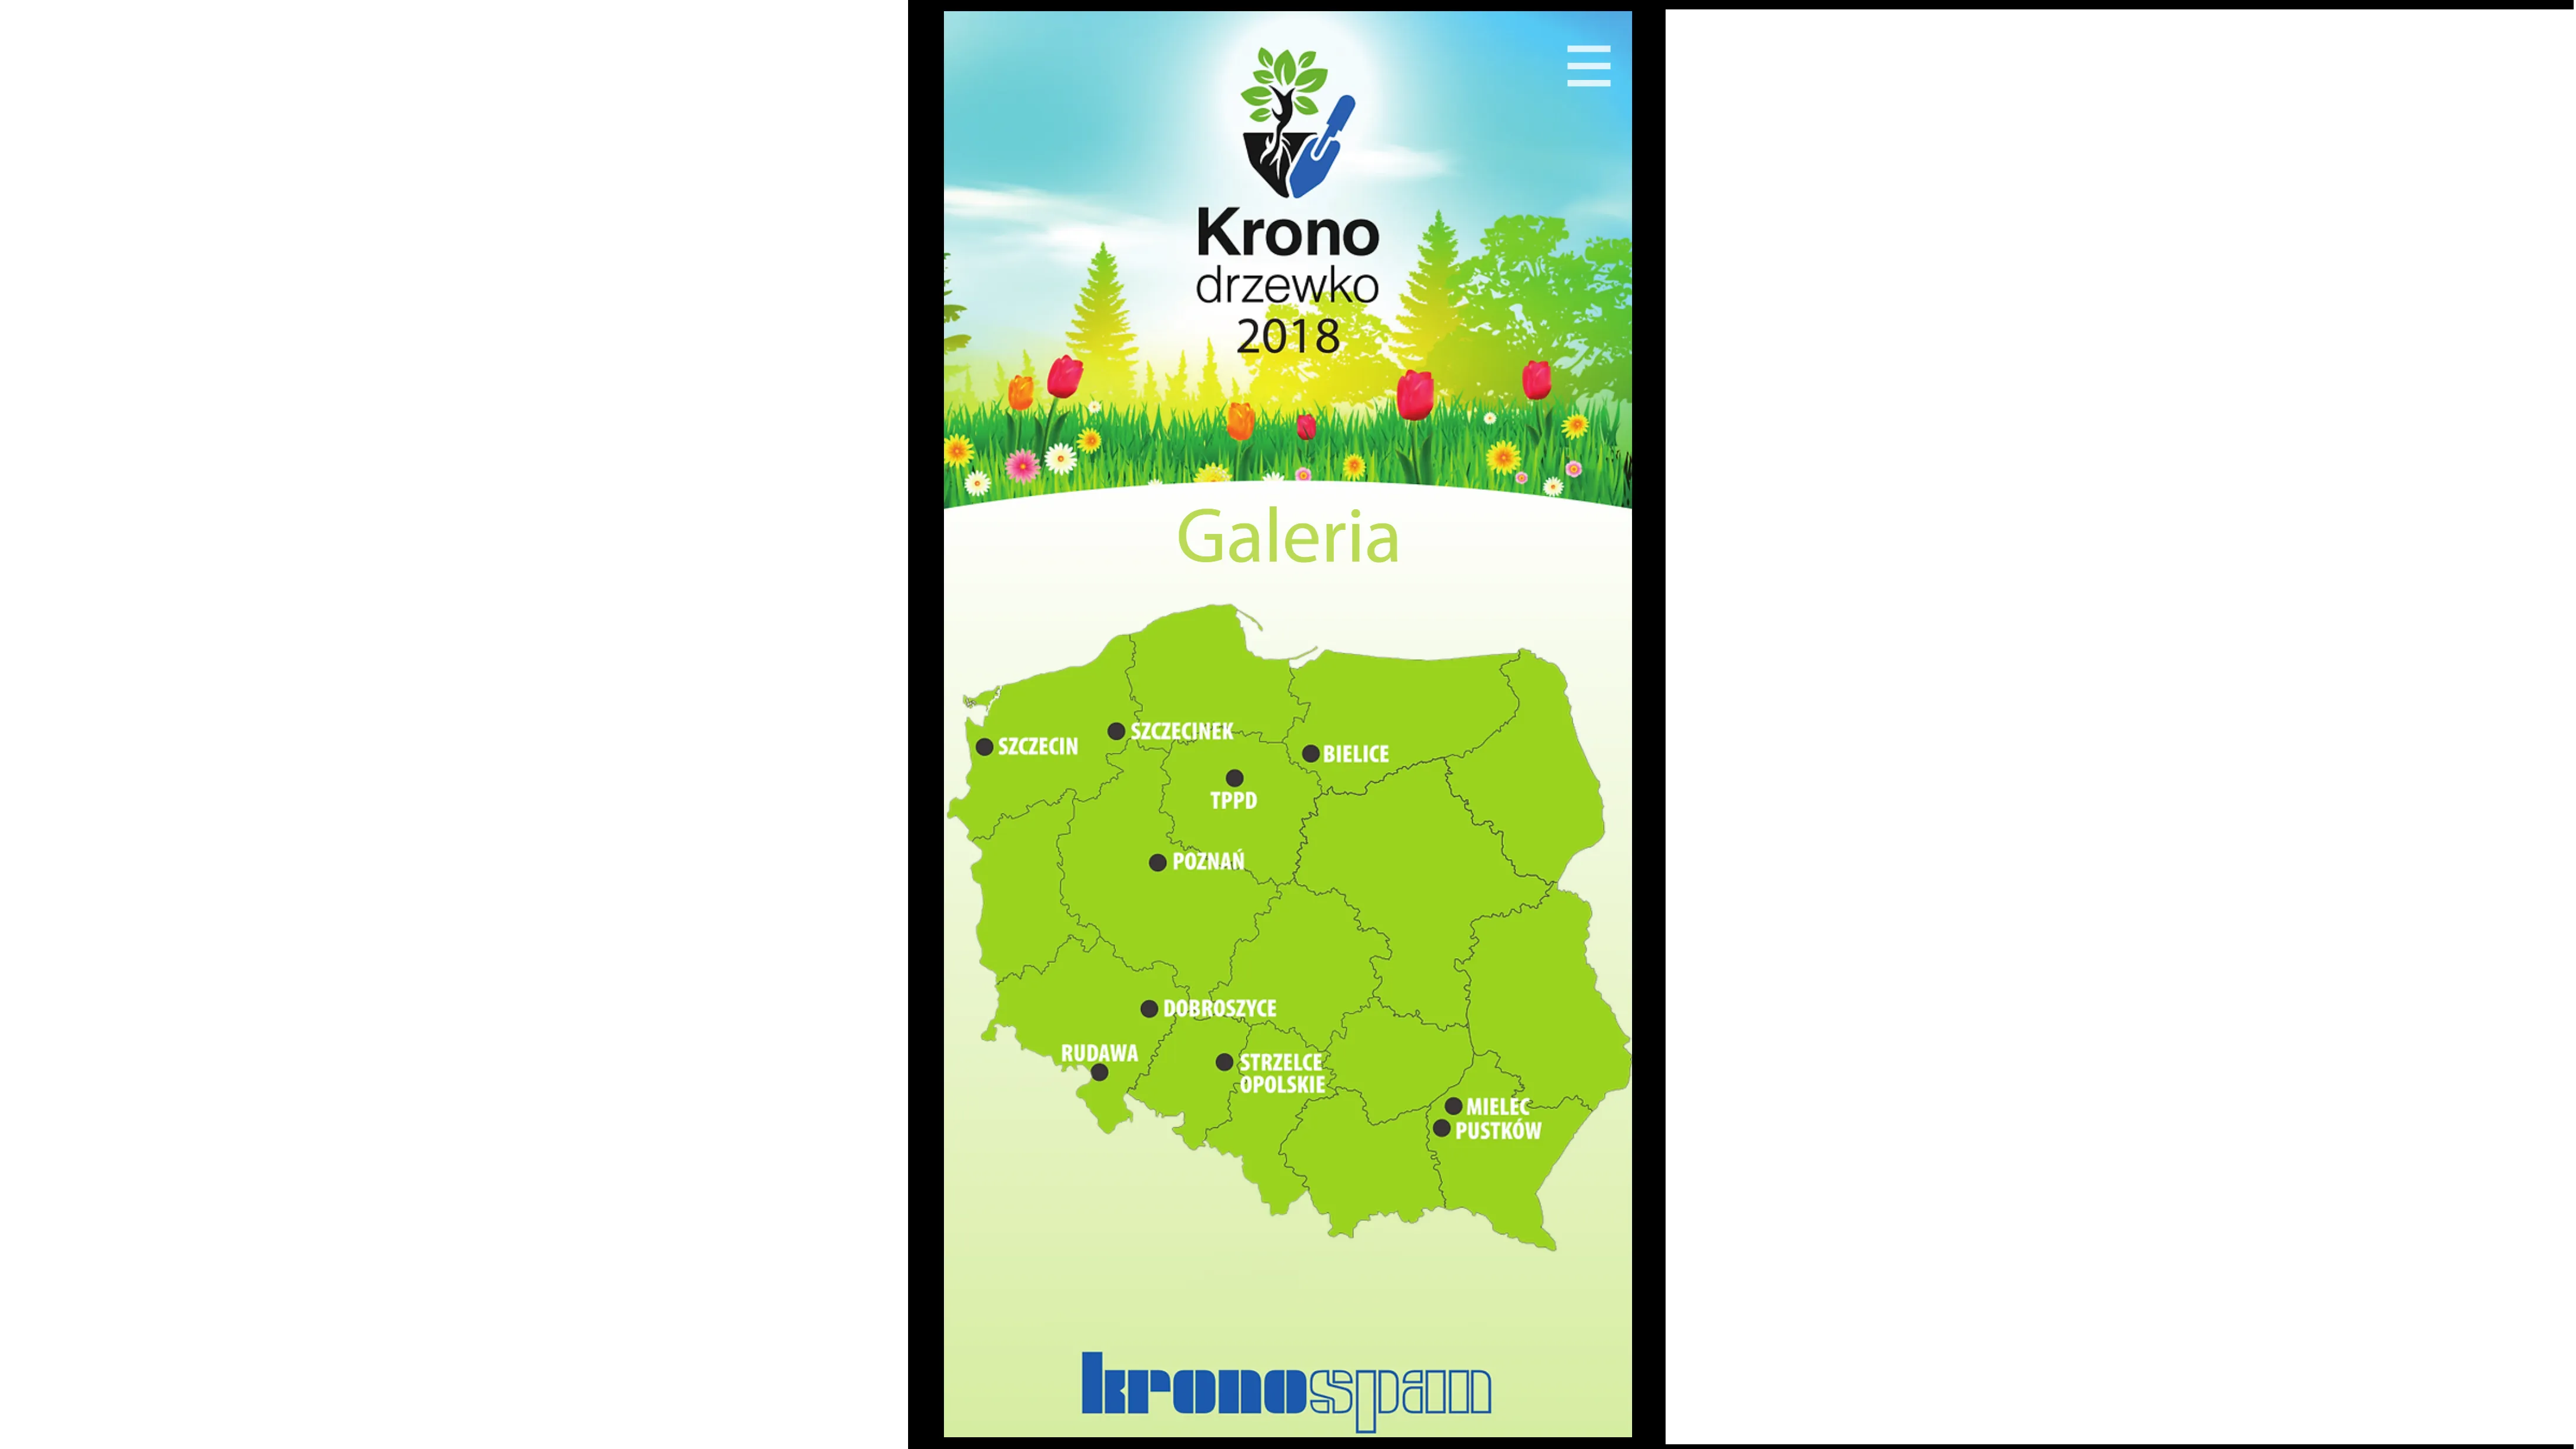 Krono
drzewko
2018
Galeria
SZCZECINEK
SZCZECIN
BIELICE
TPPD
POZNAŃ
DOBROSZYCE
RUDAWA
STRZELCE
OPOLSKIE
MIELEC
PUSTKÓW
kronospan